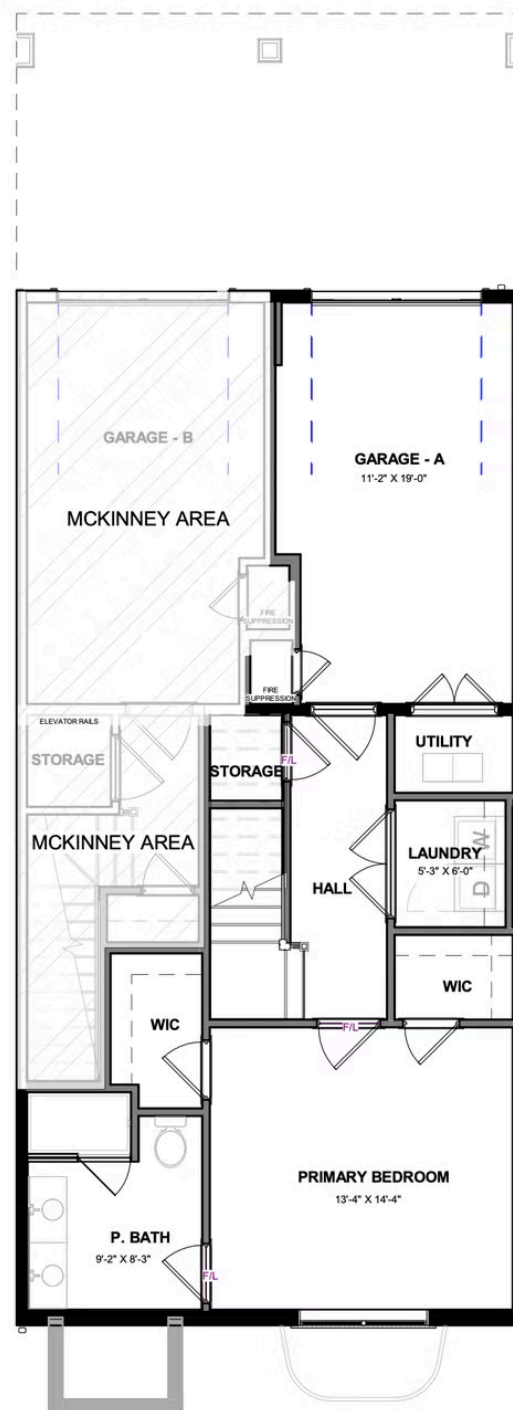 GARAGE - B
MCKINNEY AREA
GARAGE - A
11'-2" X 19'-0"
FIRE
SUPPRESSION
FIRE
SUPPRESSION
ELEVATOR RAILS
STORAGE
STORAGE
F/L
UTILITY
MCKINNEY AREA
LAUNDRY
5'-3" X 6'-0"
D W
HALL
WIC
WIC
F/L
PRIMARY BEDROOM
13'-4" X 14'-4"
P. BATH
9'-2" X 8'-3"
F/L